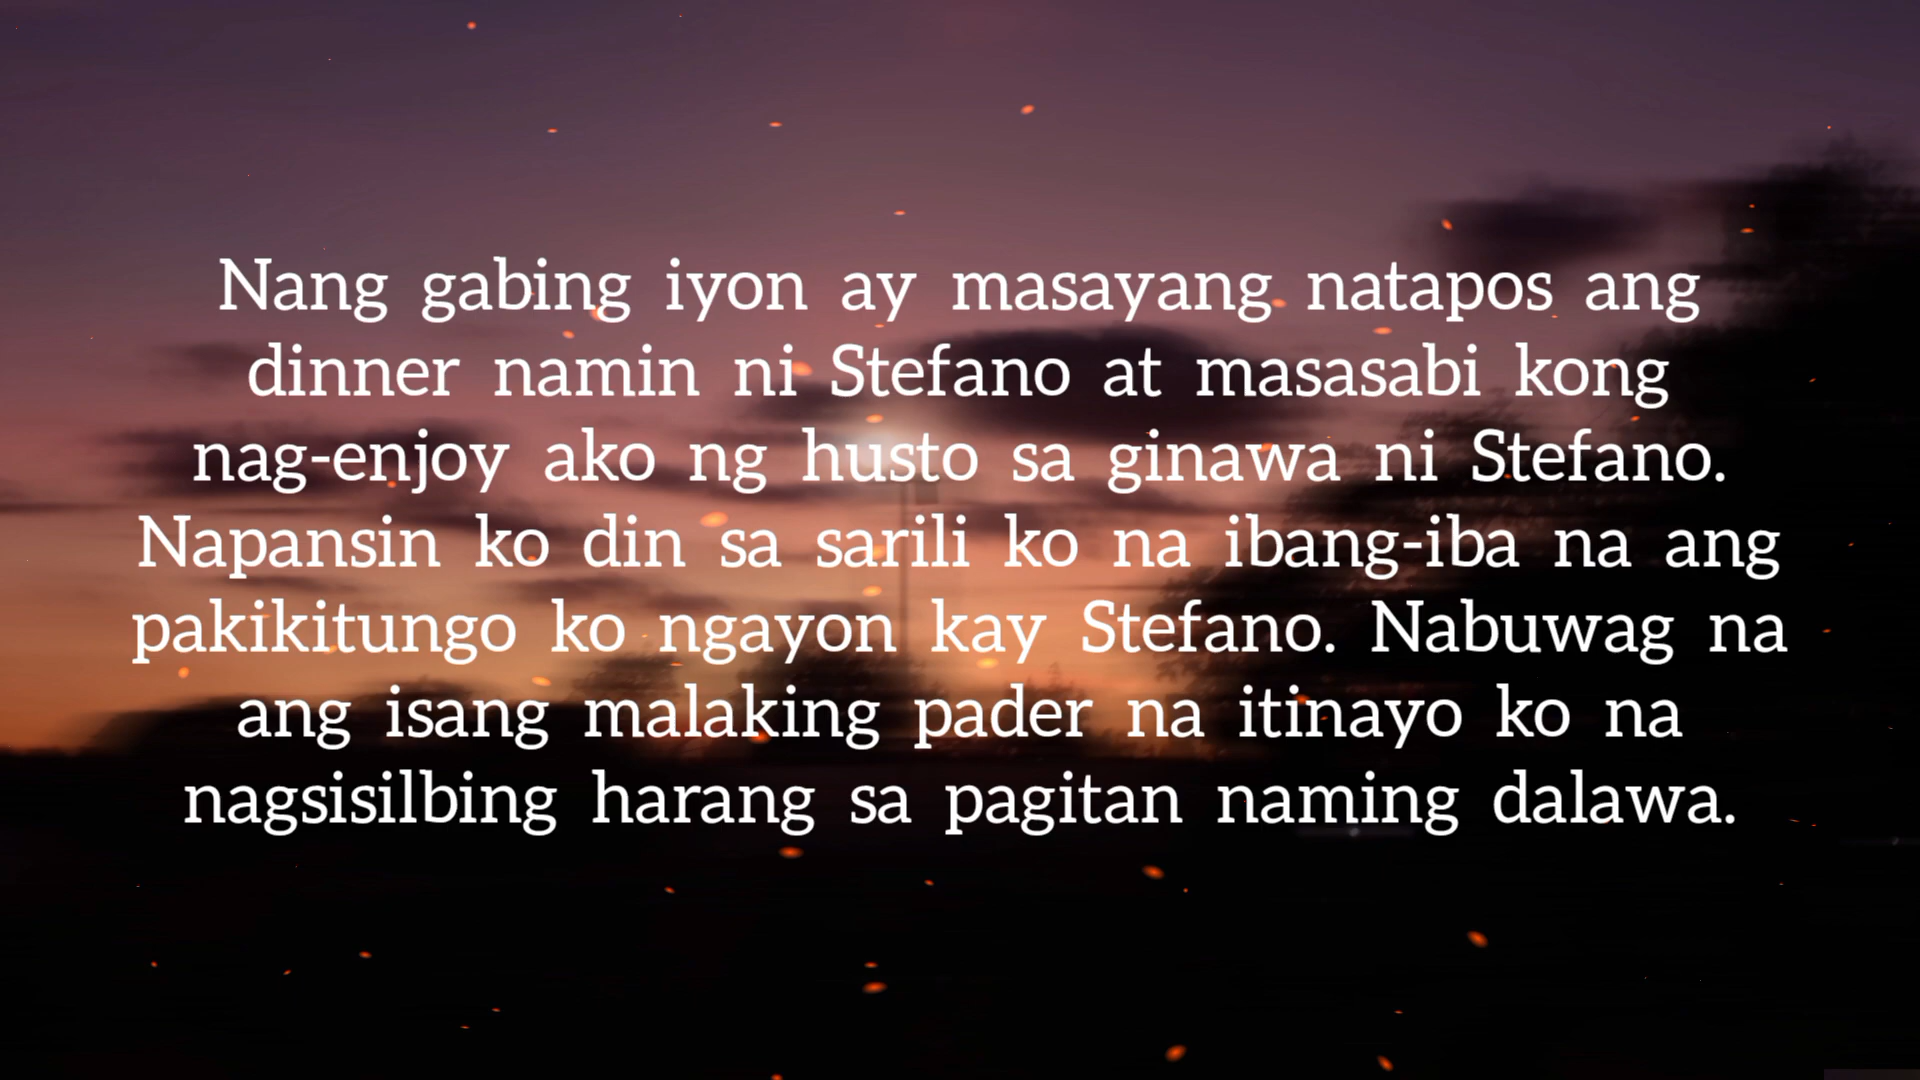 Nang gabing iyon ay masayang natapos ang
dinner namin ni Stefano at masasabi kong
nag-enjoy ako ng husto sa ginawa ni Stefano.
Napansin ko din sa sarili ko na ibang-iba na ang
pakikitungo ko ngayon kay Stefano. Nabuwag na
ang isang malaking pader na itinayo ko na
nagsisilbing harang sa pagitan naming dalawa.